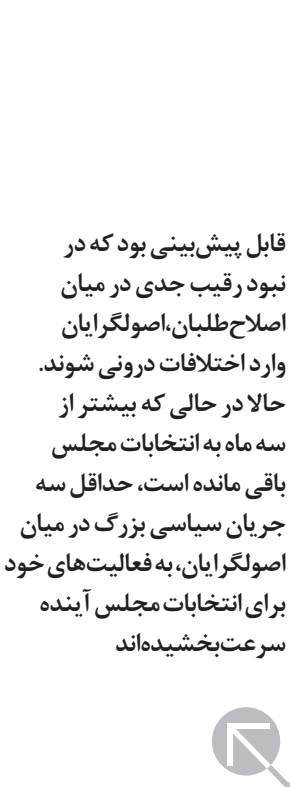 قابل پیش‌بینی بود که در
نبود رقیب جدی در میان
اصلاح‌طلبان،اصولگرایان
وارد اختلافات درونی شوند.
حالا در حالی که بیشتر از
سه ماه به انتخابات مجلس
باقی مانده است، حداقل سه
جریان سیاسی بزرگ در میان
اصولگرایان، به فعالیت‌های خود
برای انتخابات مجلس آینده
سرعت‌بخشیده‌اند